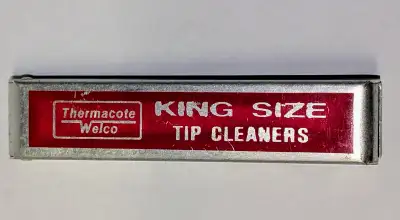 Thermacote
Welco
KING SIZE
TIP CLEANERS